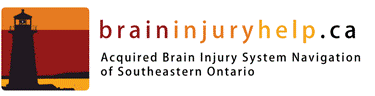 braininjuryhelp.ca
Acquired Brain Injury System Navigation
of Southeastern Ontario